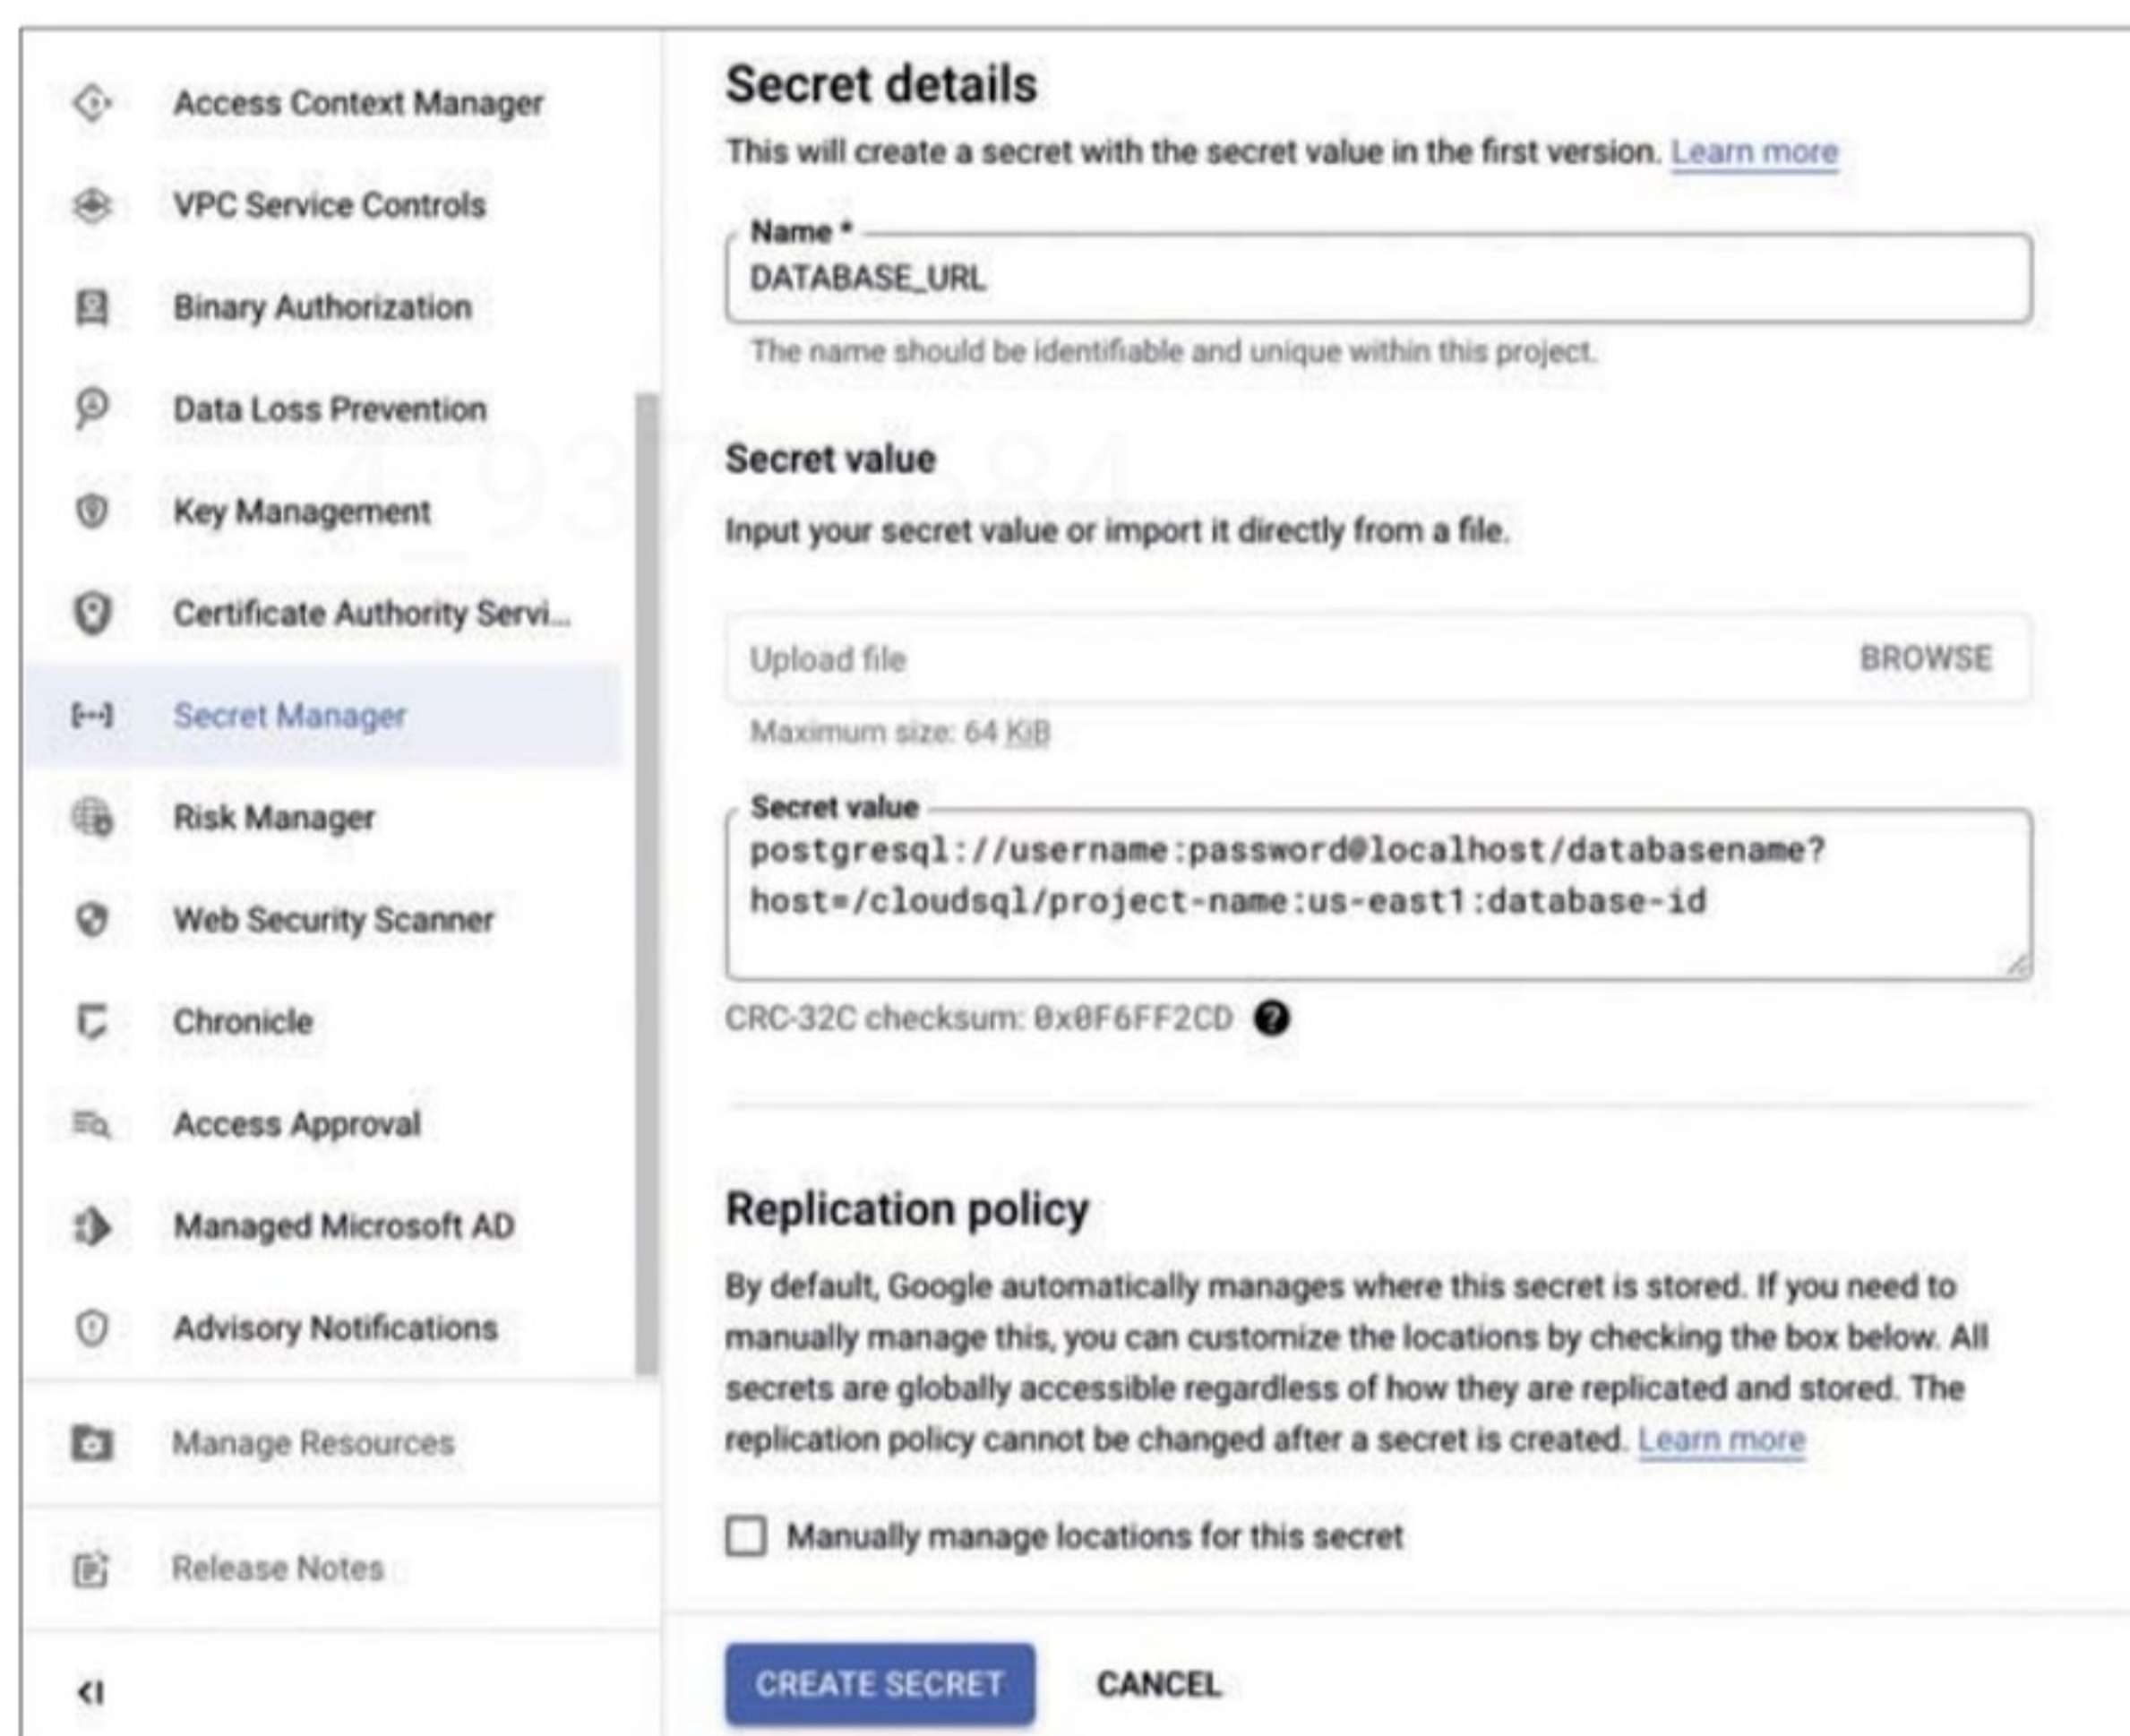 Access Context Manager
VPC Service Controls
Binary Authorization
Data Loss Prevention
Key Management
Certificate Authority Servi...
Secret Manager
Risk Manager
Web Security Scanner
Chronicle
Access Approval
Managed Microsoft AD
Advisory Notifications
Manage Resources
Release Notes
Secret details
This will create a secret with the secret value in the first version. Learn more
Name *
DATABASE_URL
The name should be identifiable and unique within this project.
Secret value
Input your secret value or import it directly from a file.
Upload file BROWSE
Maximum size: 64 KiB
Secret value
postgresql://username:password@localhost/databasename?
host=/cloudsql/project-name:us-east1:database-id
CRC-32C checksum: 0x0F6FF2CD
Replication policy
By default, Google automatically manages where this secret is stored. If you need to
manually manage this, you can customize the locations by checking the box below. All
secrets are globally accessible regardless of how they are replicated and stored. The
replication policy cannot be changed after a secret is created. Learn more
Manually manage locations for this secret
CREATE SECRET CANCEL